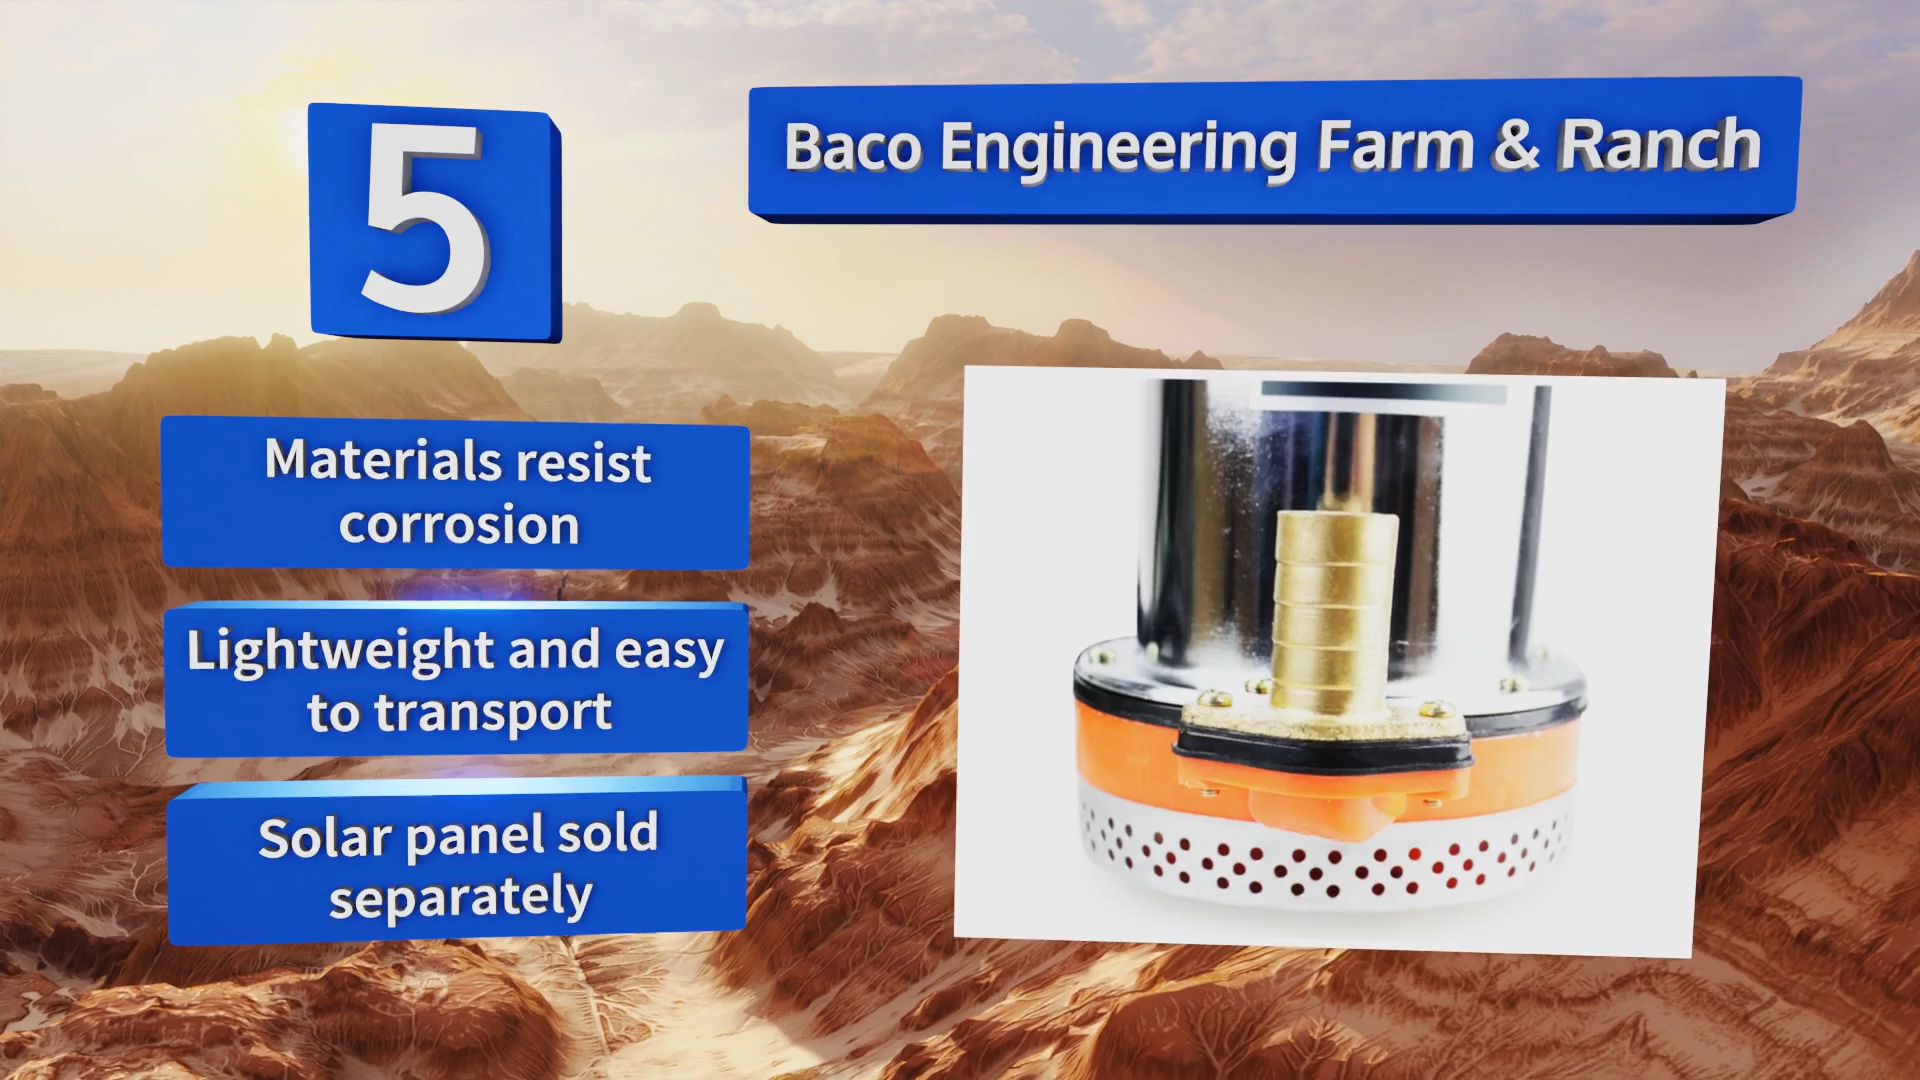 5
Baco Engineering Farm & Ranch
Materials resist
corrosion
Lightweight and easy
to transport
Solar panel sold
separately